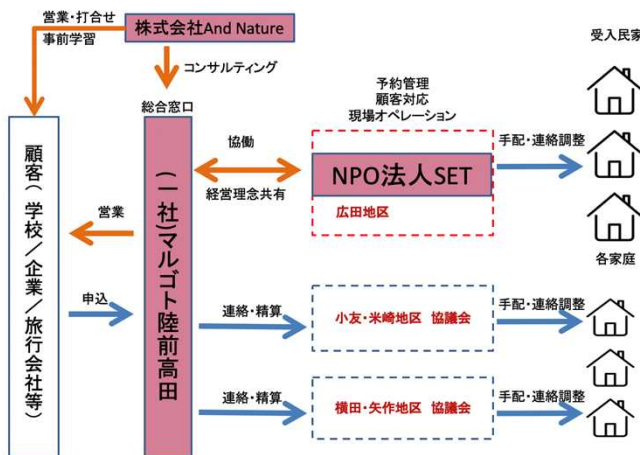 営業・打合せ
事前学習
株式会社And Nature
コンサルティング
総合窓口
受入民家
予約管理
顧客対応
現場オペレーション
顧客（学校／企業／旅行会社等）
（一社）マルゴト陸前高田
協働
経営理念共有
NPO法人SET
広田地区
手配・連絡調整
営業
各家庭
申込
連絡・精算
小友・米崎地区 協議会
手配・連絡調整
連絡・精算
横田・矢作地区 協議会
手配・連絡調整